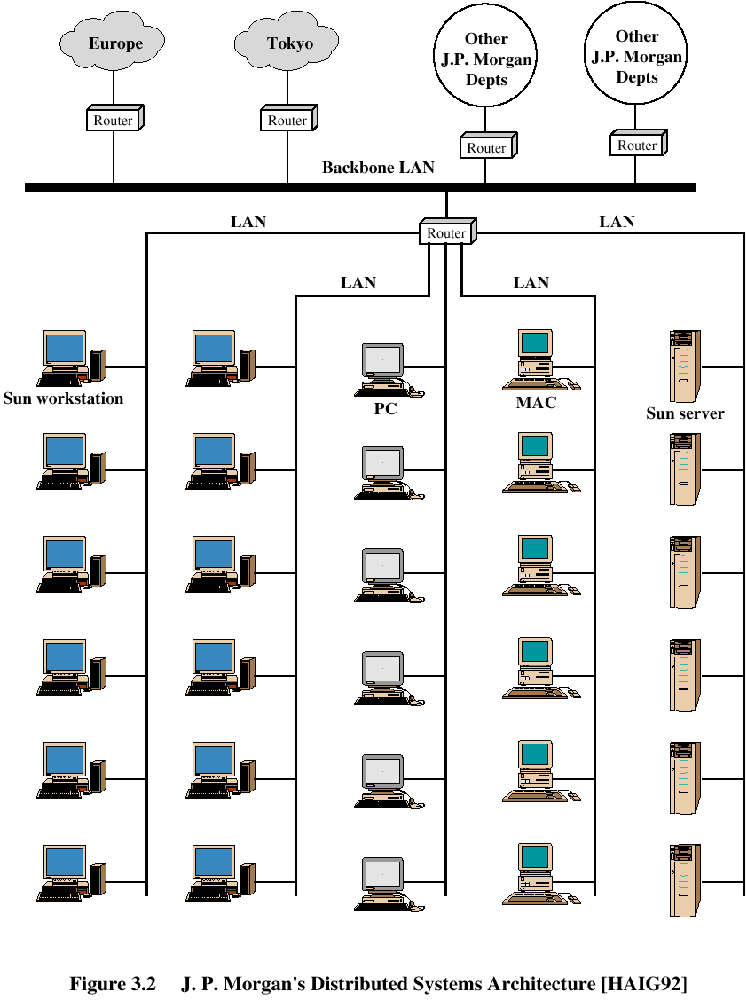 Europe
Tokyo
Other
J.P. Morgan
Depts
Other
J.P. Morgan
Depts
Router
Router
Router
Router
Backbone LAN
LAN
Router
LAN
LAN
LAN
Sun workstation
PC
MAC
Sun server
Figure 3.2 J. P. Morgan's Distributed Systems Architecture [HAIG92]